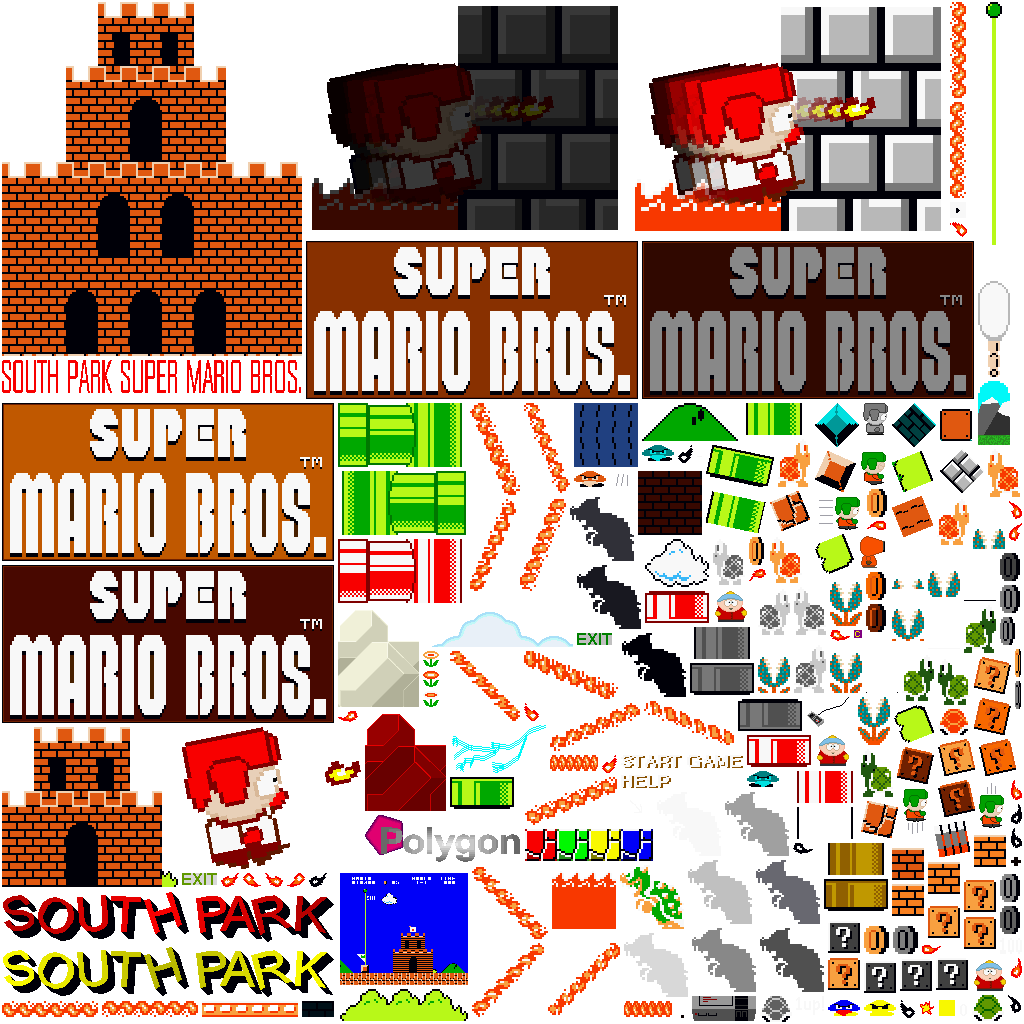 SOUTH PARK SUPER MARIO BROS.
SUPER
MARIO BROS.
TM
SUPER
MARIO BROS.
TM
SUPER
MARIO BROS.
TM
SUPER
MARIO BROS.
TM
EXIT
START GAME
HELP
Polygon
EXIT
SOUTH PARK
SOUTH PARK
?
?
?
?
?
?
?
?
?
?
?
?
?
?